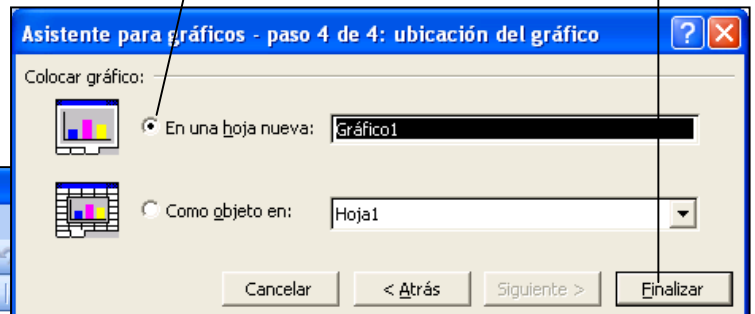 Asistente para gráficos - paso 4 de 4: ubicación del gráfico
Colocar gráfico:
En una hoja nueva: Gráfico1
Como objeto en: Hoja1
Cancelar < Atrás Siguiente > Finalizar